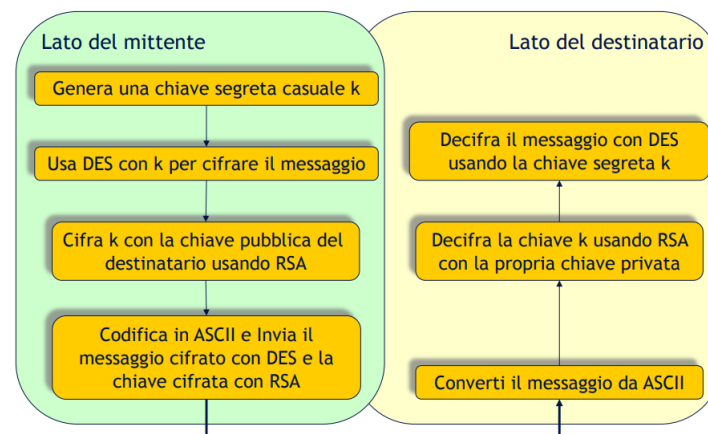 Lato del mittente
Genera una chiave segreta casuale k
Usa DES con k per cifrare il messaggio
Cifra k con la chiave pubblica del
destinatario usando RSA
Codifica in ASCII e Invia il
messaggio cifrato con DES e la
chiave cifrata con RSA
Lato del destinatario
Decifra il messaggio con DES
usando la chiave segreta k
Decifra la chiave k usando RSA
con la propria chiave privata
Converti il messaggio da ASCII